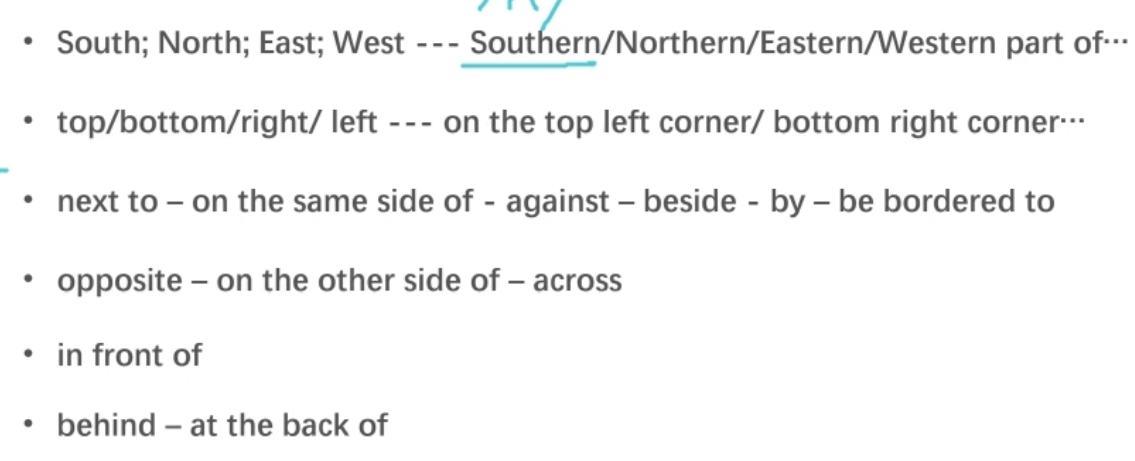 • South; North; East; West --- Southern/Northern/Eastern/Western part of···
• top/bottom/right/ left --- on the top left corner/ bottom right corner···
• next to – on the same side of - against – beside - by – be bordered to
• opposite – on the other side of – across
• in front of
• behind – at the back of